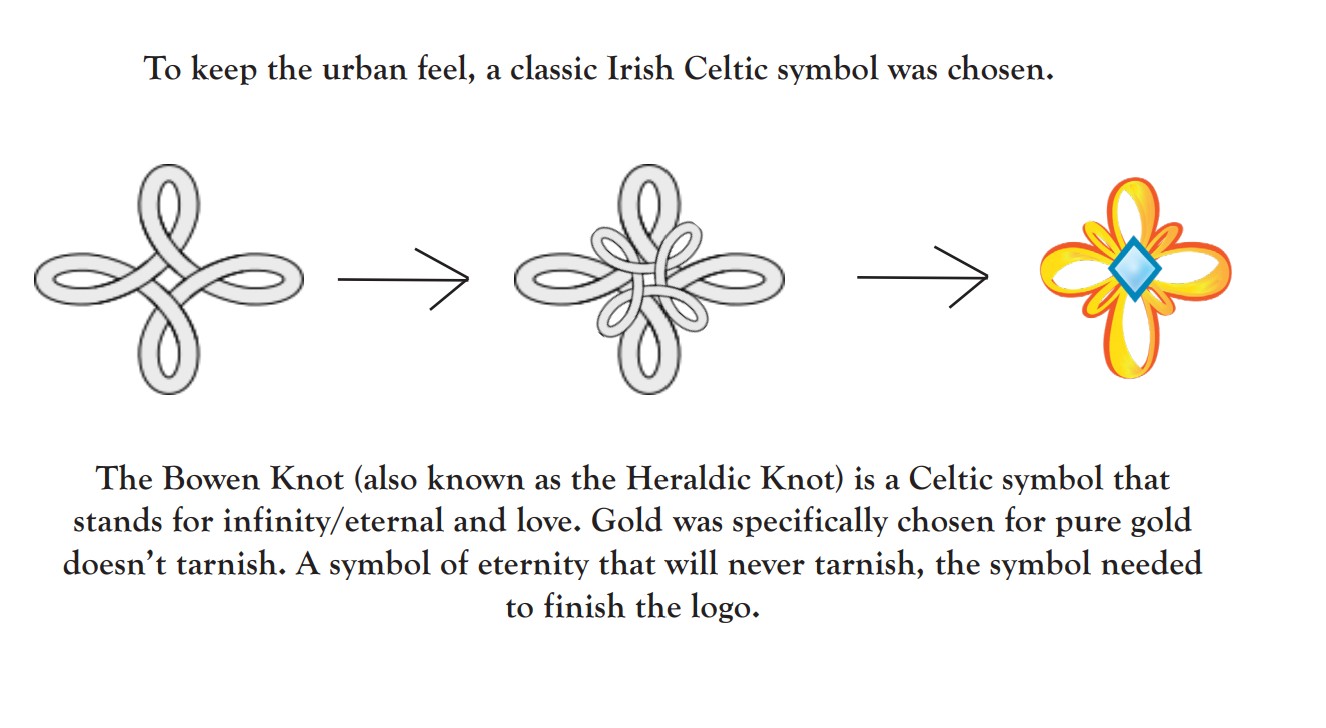 To keep the urban feel, a classic Irish Celtic symbol was chosen.
The Bowen Knot (also known as the Heraldic Knot) is a Celtic symbol that
stands for infinity/eternal and love. Gold was specifically chosen for pure gold
doesn’t tarnish. A symbol of eternity that will never tarnish, the symbol needed
to finish the logo.